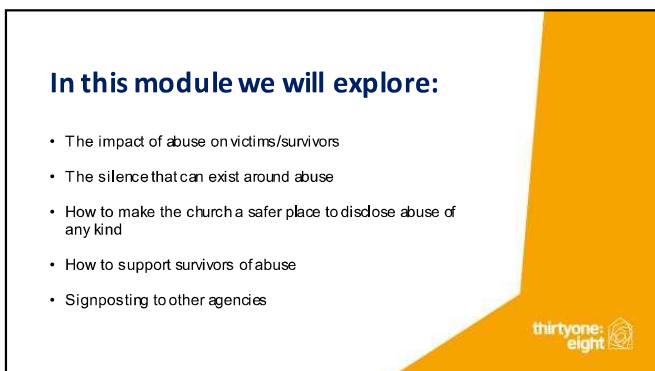 In this module we will explore:
• The impact of abuse on victims/survivors
• The silence that can exist around abuse
• How to make the church a safer place to disclose abuse of
any kind
• How to support survivors of abuse
• Signposting to other agencies
thirtyone:
eight